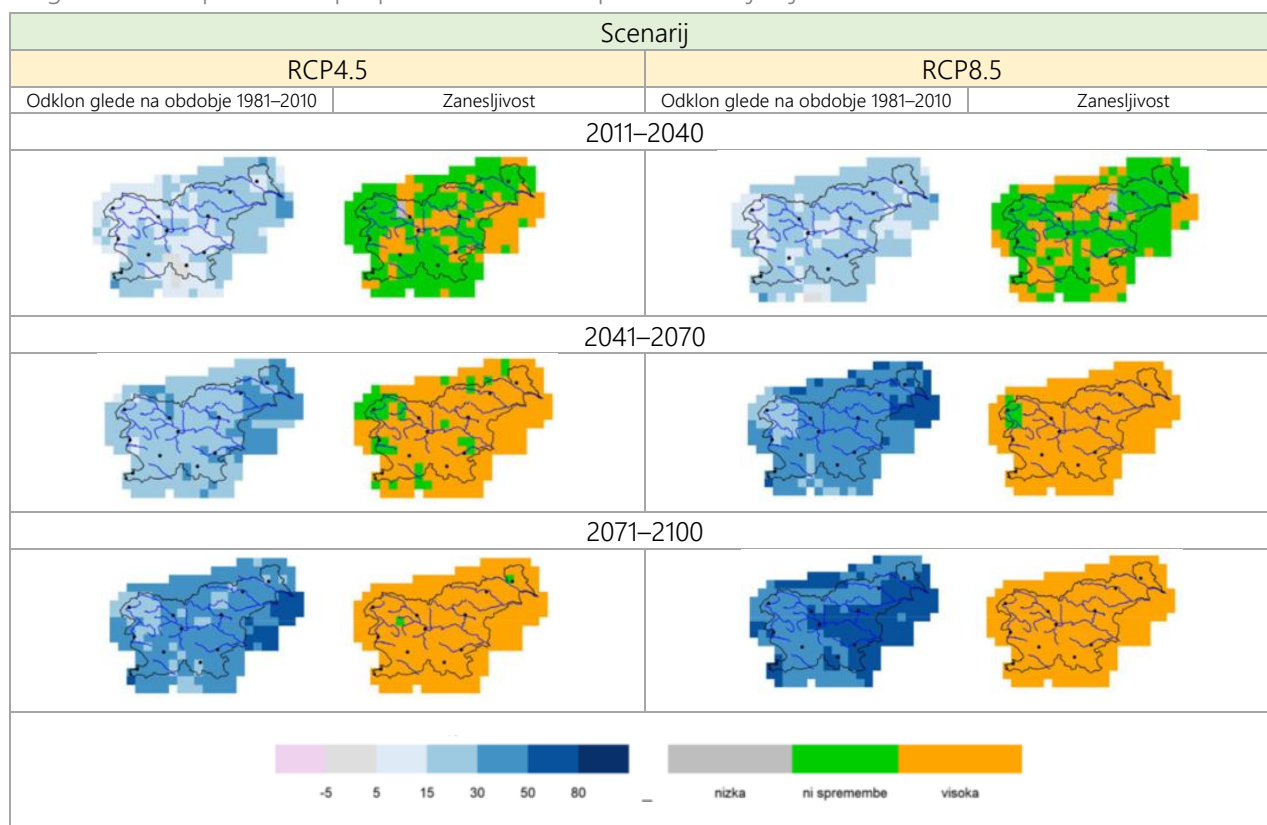 Scenarij
RCP4.5 RCP8.5
Odklon glede na obdobje 1981–2010 Zanesljivost Odklon glede na obdobje 1981–2010 Zanesljivost
2011–2040
2041–2070
2071–2100
-5 5 15 30 50 80 nizka ni spremembe visoka